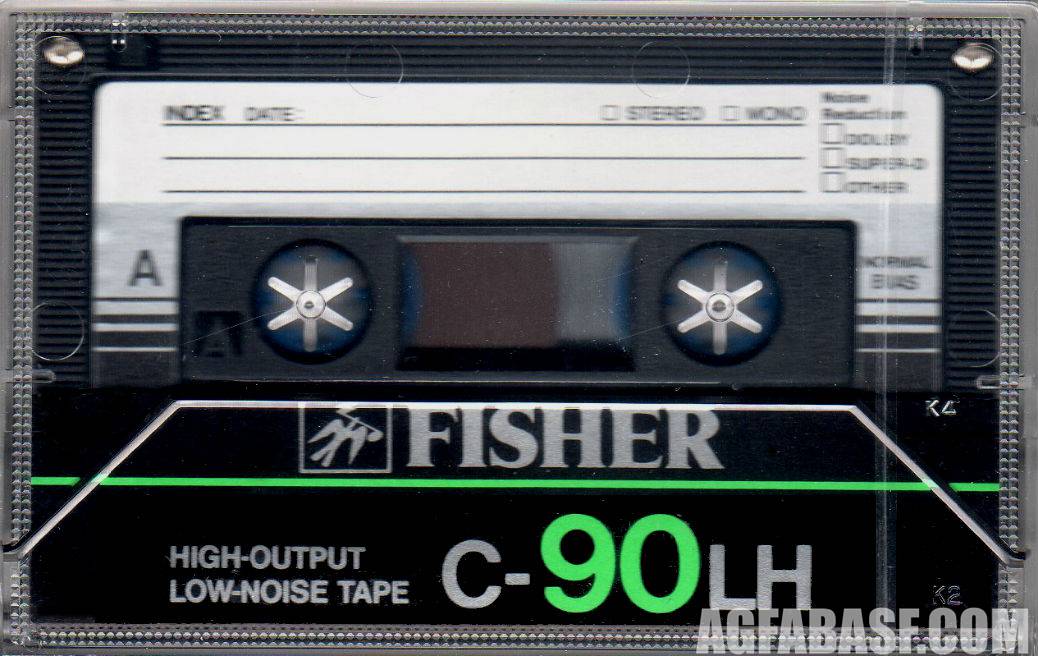 INDEX DATE: STEREO MONO
Noise
Reduction
DOLBY
SUPER-D
OTHER
A
NORMAL
BIAS
K4
FISHER
HIGH-OUTPUT
LOW-NOISE TAPE
C-90LH
K2
AGFABASE.COM